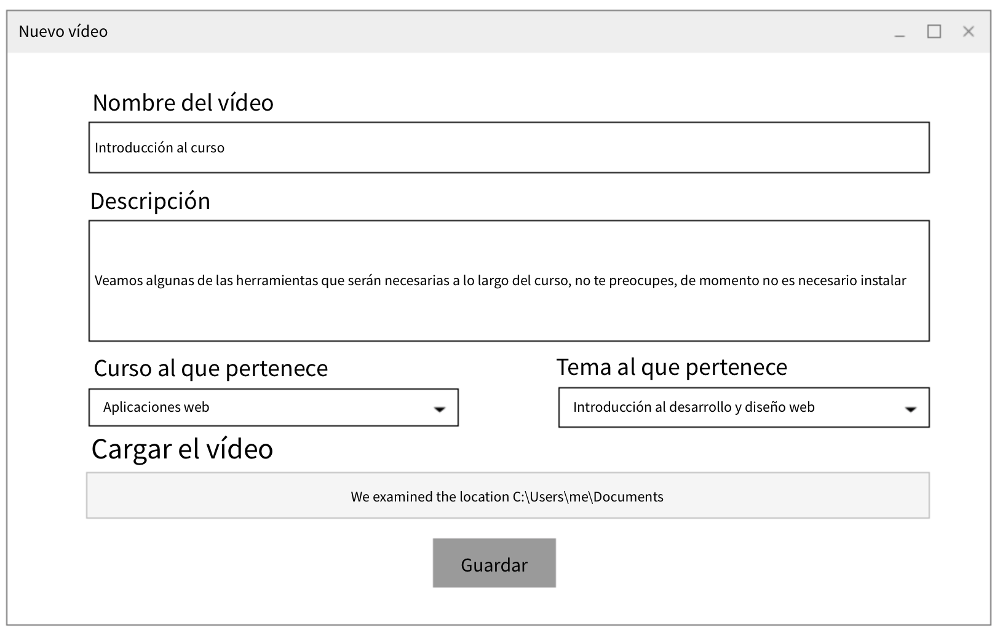 Nuevo vídeo
Nombre del vídeo
Introducción al curso
Descripción
Veamos algunas de las herramientas que serán necesarias a lo largo del curso, no te preocupes, de momento no es necesario instalar
Curso al que pertenece
Tema al que pertenece
Aplicaciones web
Introducción al desarrollo y diseño web
Cargar el vídeo
We examined the location C:\Users\me\Documents
Guardar